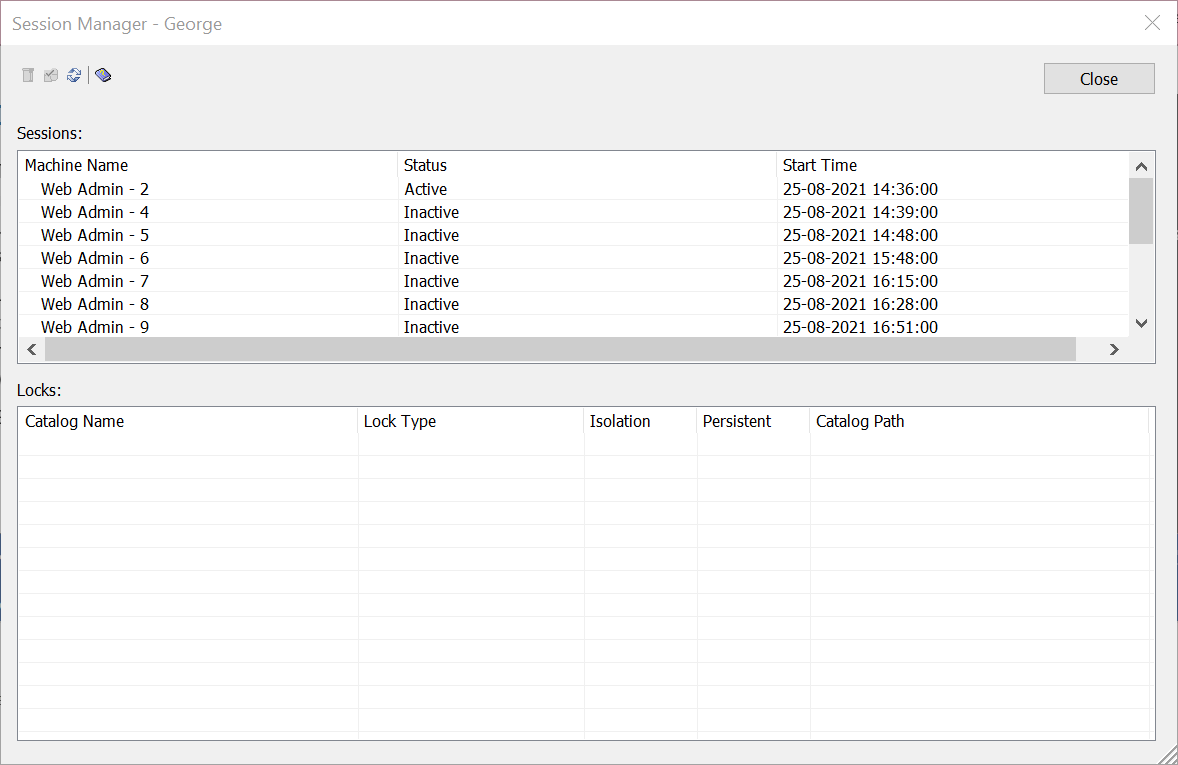 Session Manager - George
Close
Sessions:
Machine Name Status Start Time
Web Admin - 2 Active 25-08-2021 14:36:00
Web Admin - 4 Inactive 25-08-2021 14:39:00
Web Admin - 5 Inactive 25-08-2021 14:48:00
Web Admin - 6 Inactive 25-08-2021 15:48:00
Web Admin - 7 Inactive 25-08-2021 16:15:00
Web Admin - 8 Inactive 25-08-2021 16:28:00
Web Admin - 9 Inactive 25-08-2021 16:51:00
Locks:
Catalog Name Lock Type Isolation Persistent Catalog Path